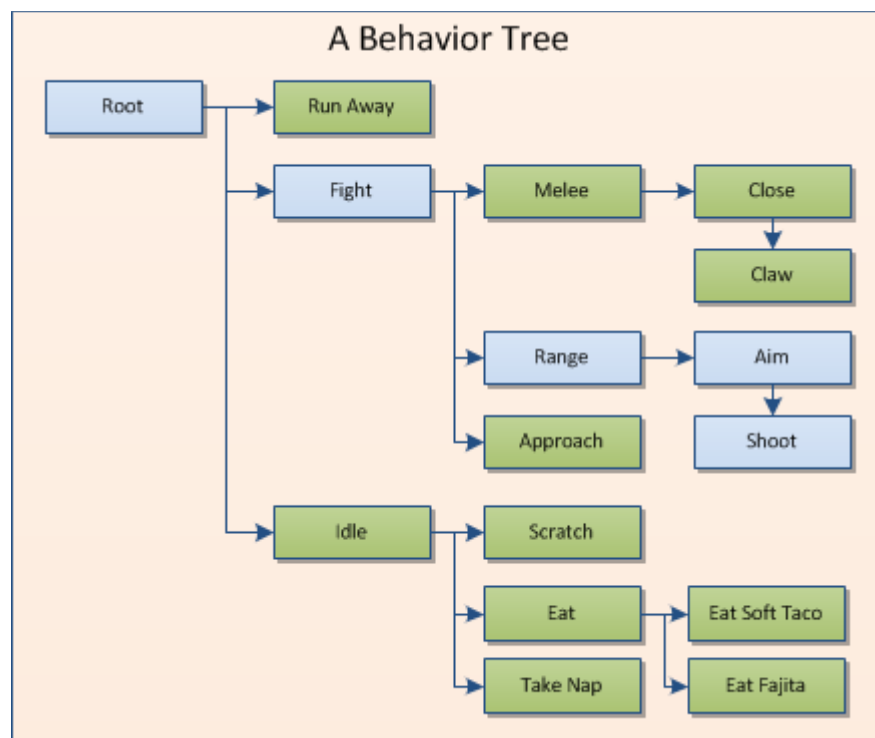 A Behavior Tree
Root
Run Away
Fight
Melee
Close
Claw
Range
Aim
Approach
Shoot
Idle
Scratch
Eat
Eat Soft Taco
Take Nap
Eat Fajita